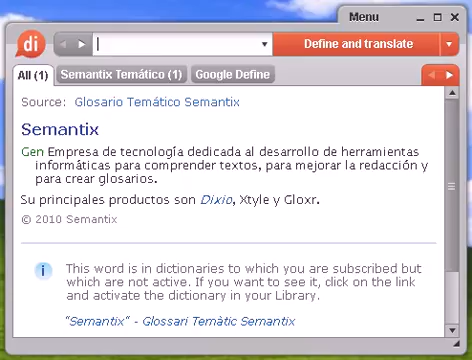 Menu
di
Define and translate
All (1)
Semantix Temático (1)
Google Define
Source: Glosario Temático Semantix
Semantix
Gen Empresa de tecnología dedicada al desarrollo de herramientas
informáticas para comprender textos, para mejorar la redacción y
para crear glosarios.
Su principales productos son Dixio, Xtyle y Gloxr.
© 2010 Semantix
i
This word is in dictionaries to which you are subscribed but
which are not active. If you want to see it, click on the link
and activate the dictionary in your Library.
"Semantix" - Glossari Temàtic Semantix